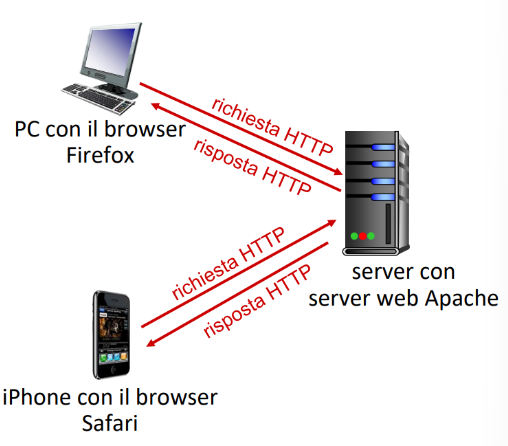 richiesta HTTP
risposta HTTP
PC con il browser
Firefox
server con
server web Apache
richiesta HTTP
risposta HTTP
iPhone con il browser
Safari